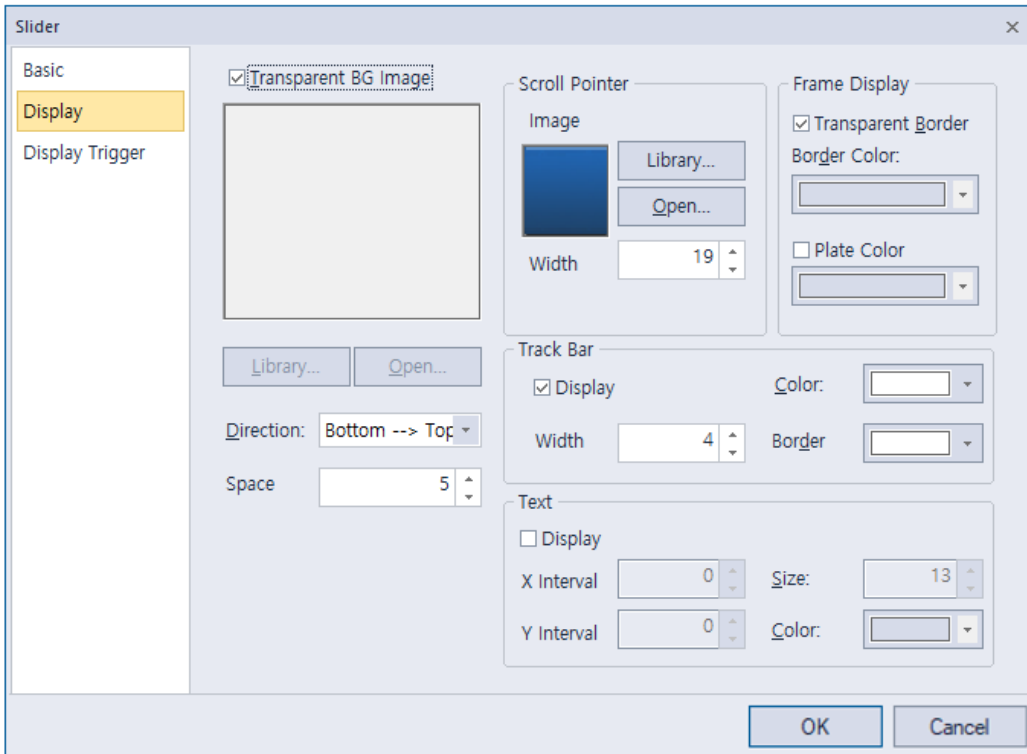 Slider
Basic
Display
Display Trigger
Transparent BG Image
Library...
Open...
Direction:
Bottom --> Top
Space
5
Scroll Pointer
Image
Library...
Open...
Width
19
Frame Display
Transparent Border
Border Color:
Plate Color
Track Bar
Display
Color:
Width
4
Border
Text
Display
X Interval
0
Size:
13
Y Interval
0
Color:
OK
Cancel